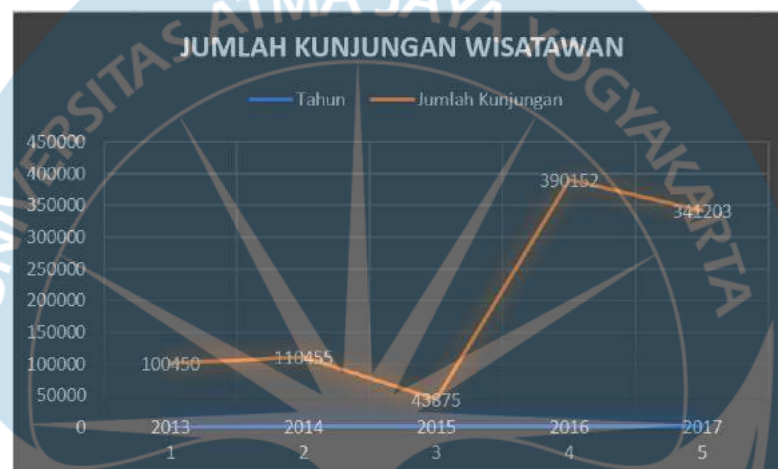 UNIVERSITAS ATMA JAYA YOGYAKARTA
JUMLAH KUNJUNGAN WISATAWAN
Tahun Jumlah Kunjungan
450000
400000
350000
300000
250000
200000
150000
100000
50000
0
100450 110455 43875 390152 341203
2013 2014 2015 2016 2017
1 2 3 4 5